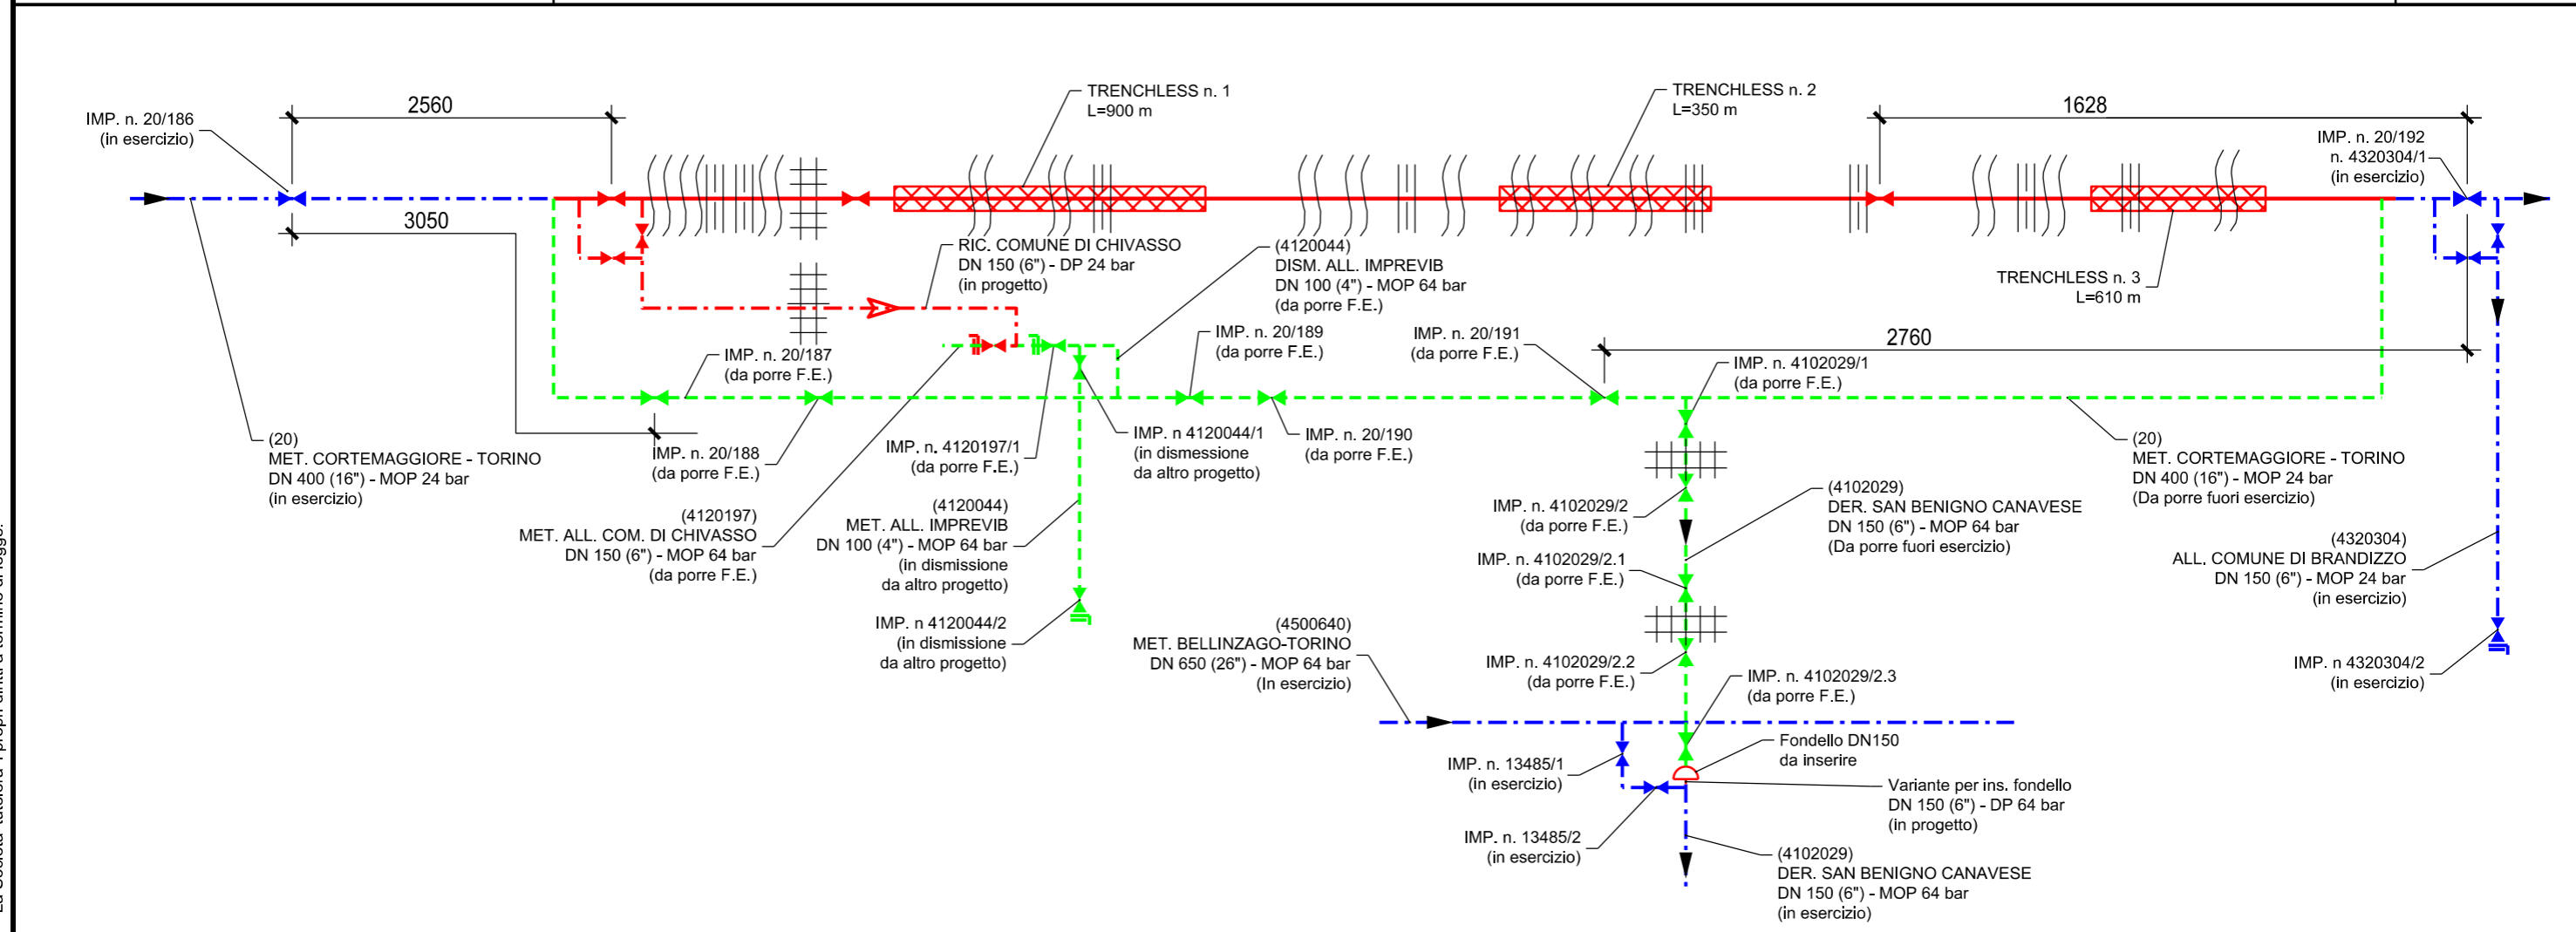 2560
TRENCHLESS n. 1
L=900 m
TRENCHLESS n. 2
L=350 m
1628
IMP. n. 20/186
(in esercizio)
IMP. n. 20/192
n. 4320304/1
(in esercizio)
3050
RIC. COMUNE DI CHIVASSO
DN 150 (6") - DP 24 bar
(in progetto)
(4120044)
DISM. ALL. IMPREVIB
DN 100 (4") - MOP 64 bar
(da porre F.E.)
TRENCHLESS n. 3
L=610 m
IMP. n. 20/187
(da porre F.E.)
IMP. n. 20/189
(da porre F.E.)
IMP. n. 20/191
(da porre F.E.)
2760
IMP. n. 4102029/1
(da porre F.E.)
(20)
MET. CORTEMAGGIORE - TORINO
DN 400 (16") - MOP 24 bar
(in esercizio)
IMP. n. 20/188
(da porre F.E.)
IMP. n. 4120197/1
(da porre F.E.)
IMP. n 4120044/1
(in dismessione
da altro progetto)
IMP. n. 20/190
(da porre F.E.)
(20)
MET. CORTEMAGGIORE - TORINO
DN 400 (16") - MOP 24 bar
(Da porre fuori esercizio)
(4120197)
MET. ALL. COM. DI CHIVASSO
DN 150 (6") - MOP 64 bar
(da porre F.E.)
(4120044)
MET. ALL. IMPREVIB
DN 100 (4") - MOP 64 bar
(in dismissione
da altro progetto)
IMP. n. 4102029/2
(da porre F.E.)
(4102029)
DER. SAN BENIGNO CANAVESE
DN 150 (6") - MOP 64 bar
(Da porre fuori esercizio)
IMP. n. 4102029/2.1
(da porre F.E.)
(4320304)
ALL. COMUNE DI BRANDIZZO
DN 150 (6") - MOP 24 bar
(in esercizio)
IMP. n 4120044/2
(in dismissione
da altro progetto)
(4500640)
MET. BELLINZAGO-TORINO
DN 650 (26") - MOP 64 bar
(In esercizio)
IMP. n. 4102029/2.2
(da porre F.E.)
IMP. n. 4102029/2.3
(da porre F.E.)
IMP. n 4320304/2
(in esercizio)
Fondello DN150
da inserire
IMP. n. 13485/1
(in esercizio)
Variante per ins. fondello
DN 150 (6") - DP 64 bar
(in progetto)
IMP. n. 13485/2
(in esercizio)
(4102029)
DER. SAN BENIGNO CANAVESE
DN 150 (6") - MOP 64 bar
(in esercizio)